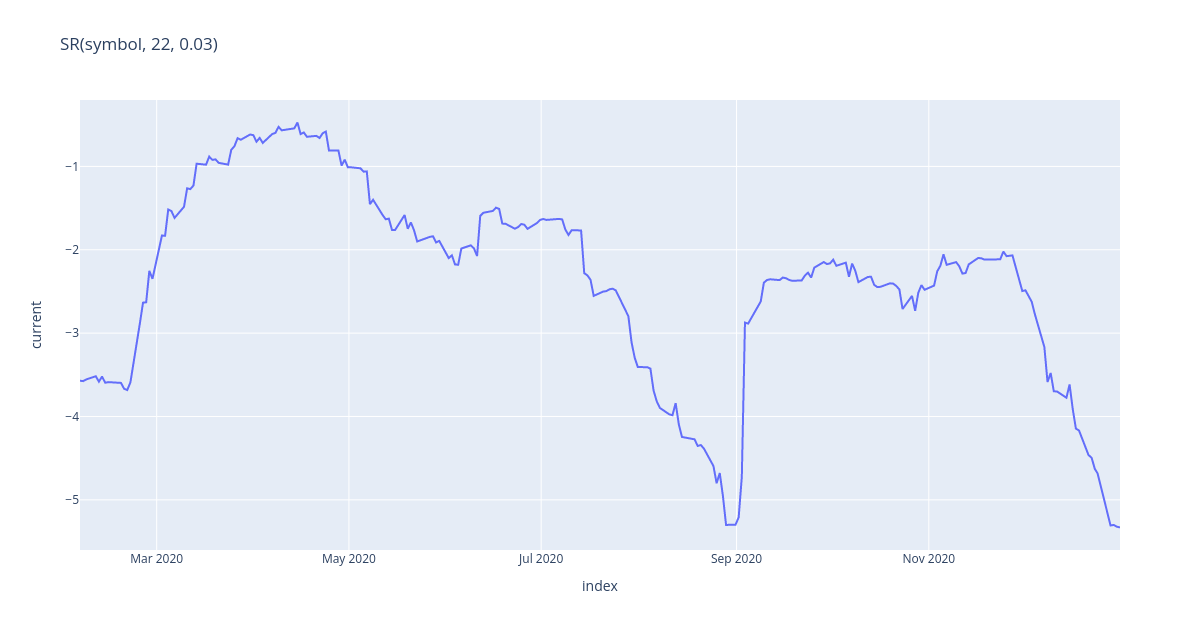 SR(symbol, 22, 0.03)
current
−1
−2
−3
−4
−5
Mar 2020
May 2020
Jul 2020
Sep 2020
Nov 2020
index